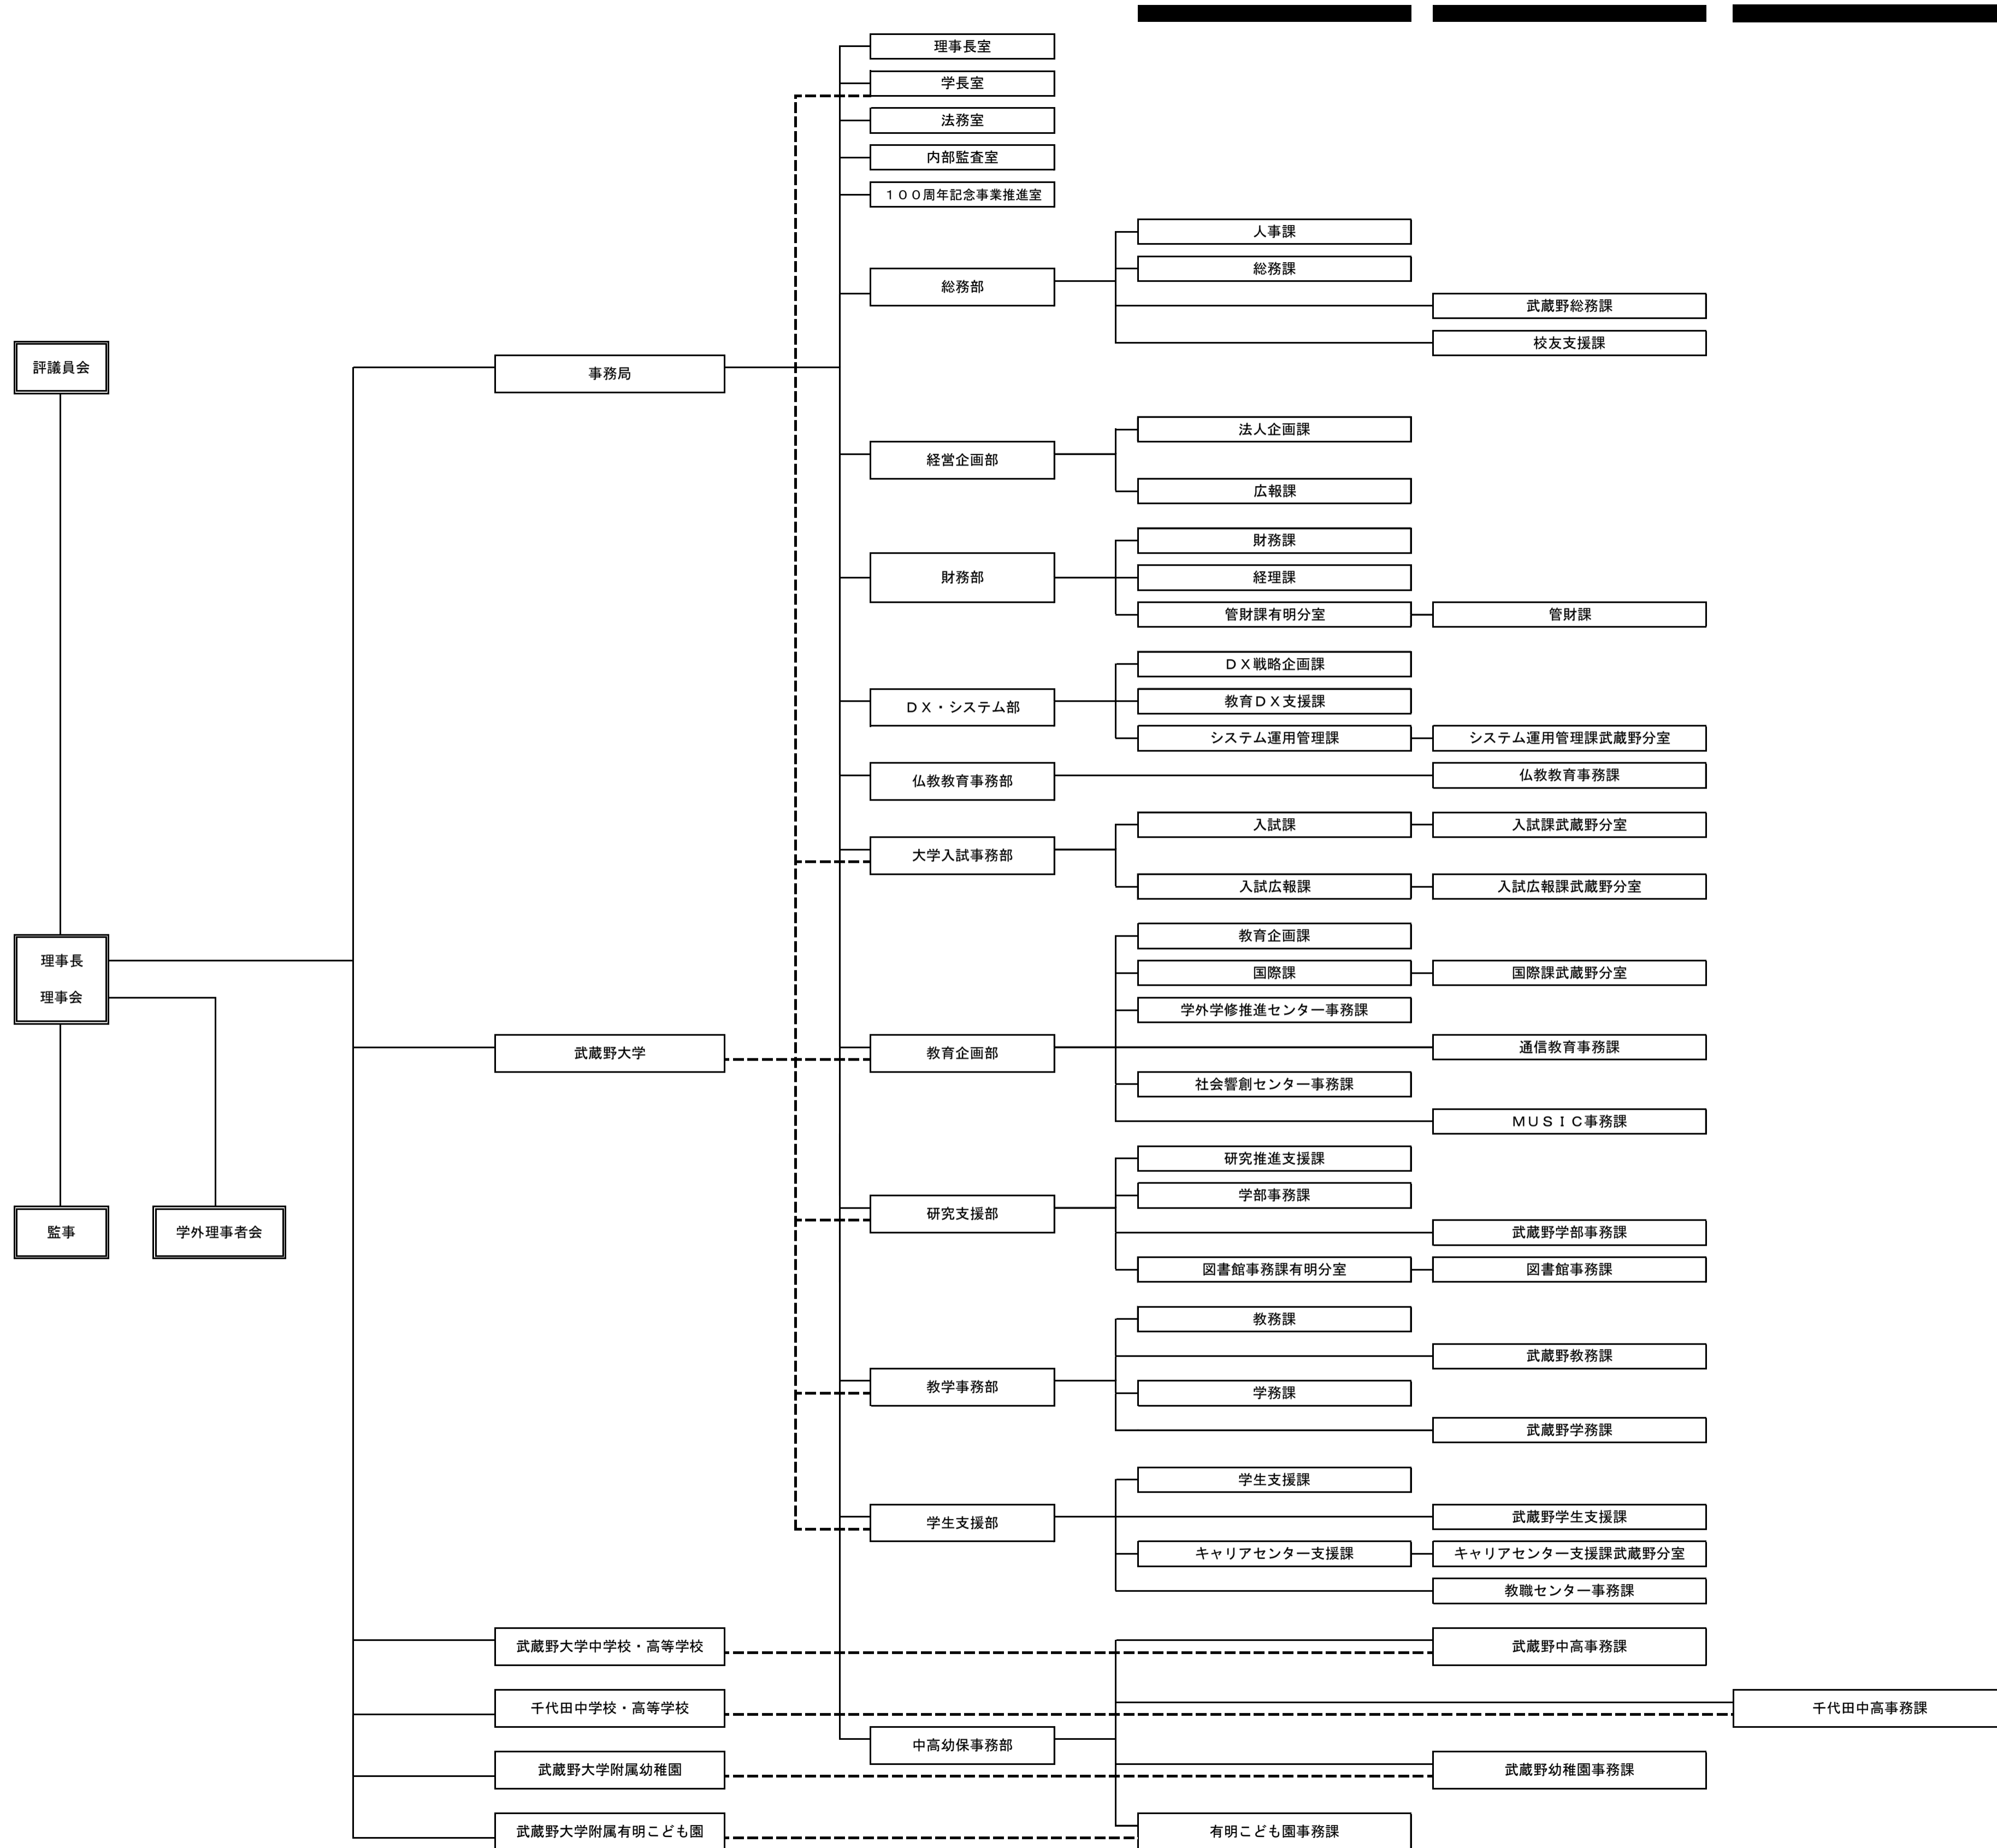 理事長室
学長室
法務室
内部監査室
１００周年記念事業推進室
人事課
総務課
総務部
武蔵野総務課
校友支援課
評議員会
事務局
法人企画課
経営企画部
広報課
財務課
経理課
財務部
管財課有明分室
管財課
ＤＸ戦略企画課
教育ＤＸ支援課
ＤＸ・システム部
システム運用管理課
システム運用管理課武蔵野分室
仏教教育事務部
仏教教育事務課
入試課
入試課武蔵野分室
大学入試事務部
入試広報課
入試広報課武蔵野分室
教育企画課
理事長
理事会
国際課
国際課武蔵野分室
学外学修推進センター事務課
武蔵野大学
教育企画部
通信教育事務課
社会響創センター事務課
ＭＵＳＩＣ事務課
研究推進支援課
学部事務課
研究支援部
監事
学外理事者会
武蔵野学部事務課
図書館事務課有明分室
図書館事務課
教務課
武蔵野教務課
教学事務部
学務課
武蔵野学務課
学生支援課
学生支援部
武蔵野学生支援課
キャリアセンター支援課
キャリアセンター支援課武蔵野分室
教職センター事務課
武蔵野大学中学校・高等学校
武蔵野中高事務課
千代田中学校・高等学校
千代田中高事務課
中高幼保事務部
武蔵野大学附属幼稚園
武蔵野幼稚園事務課
武蔵野大学附属有明こども園
有明こども園事務課